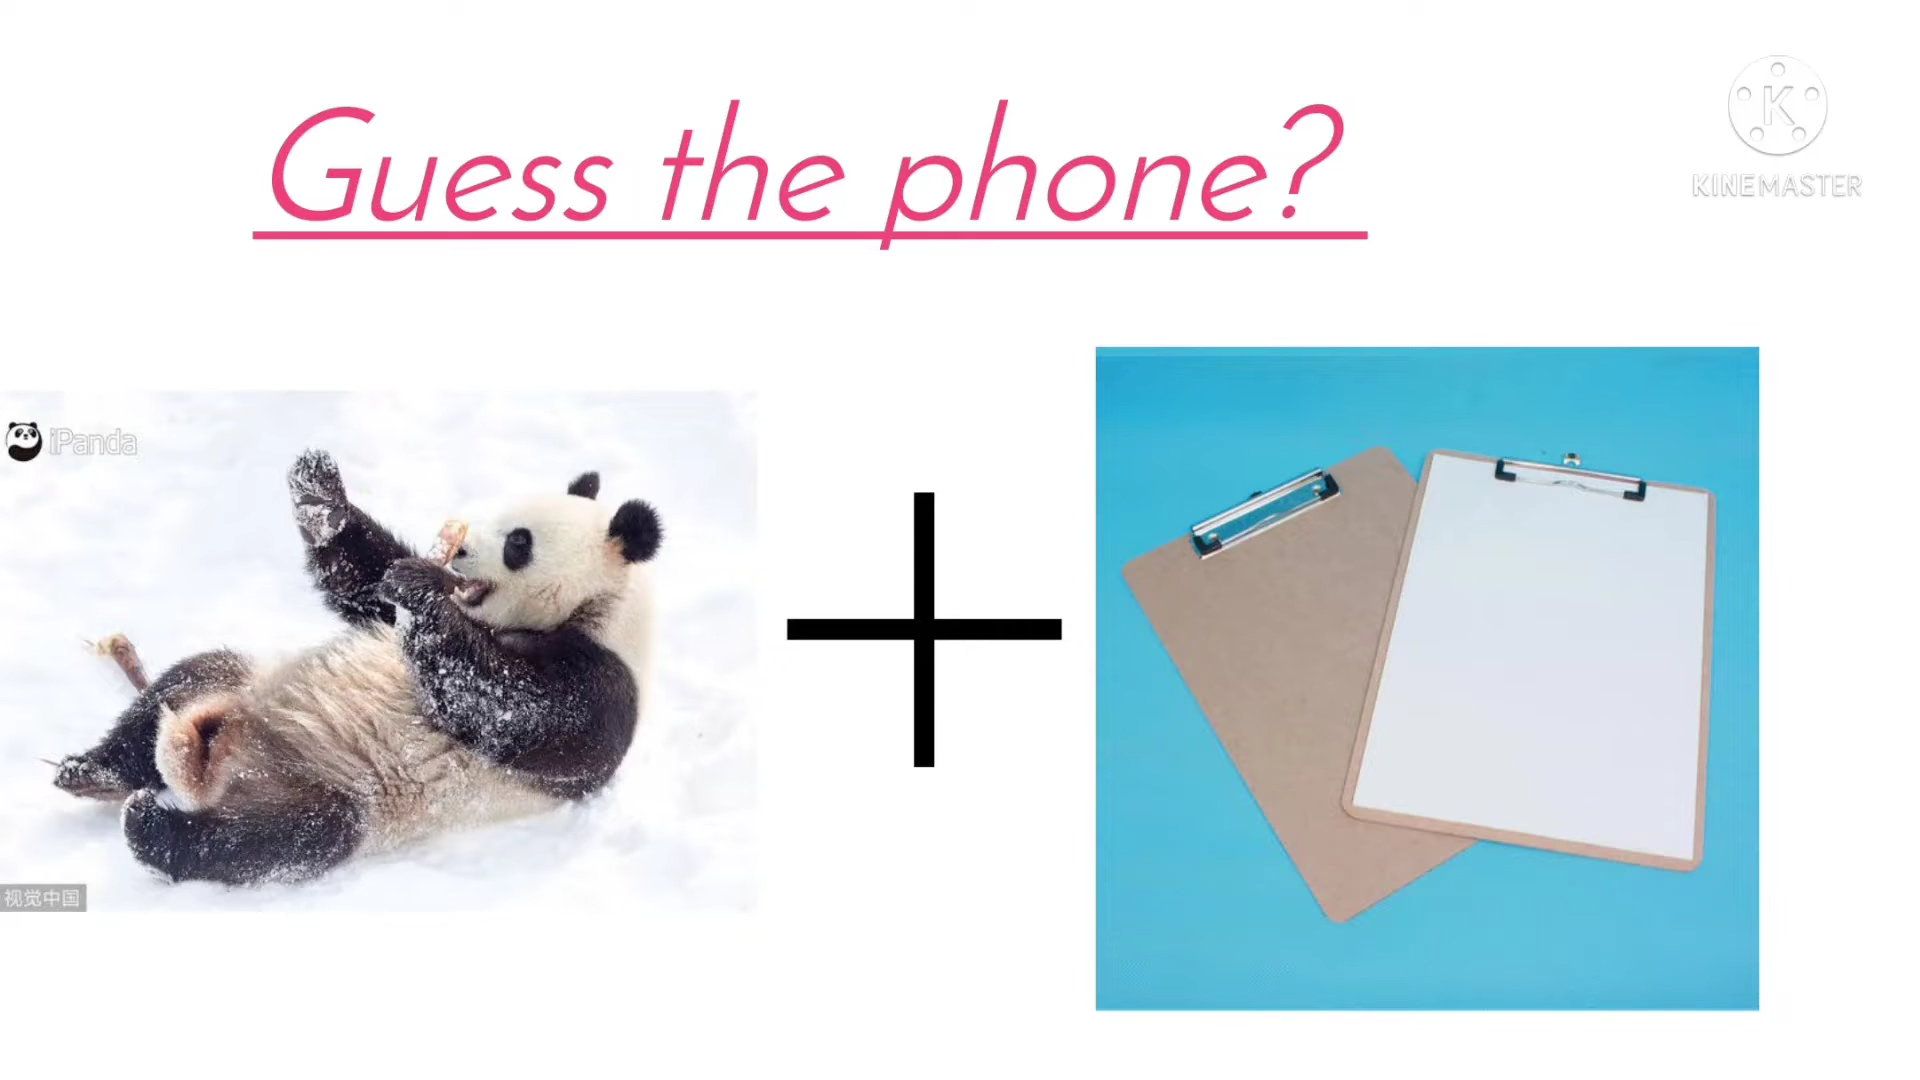 Guess the phone?
K
KINEMASTER
iPanda
视觉中国